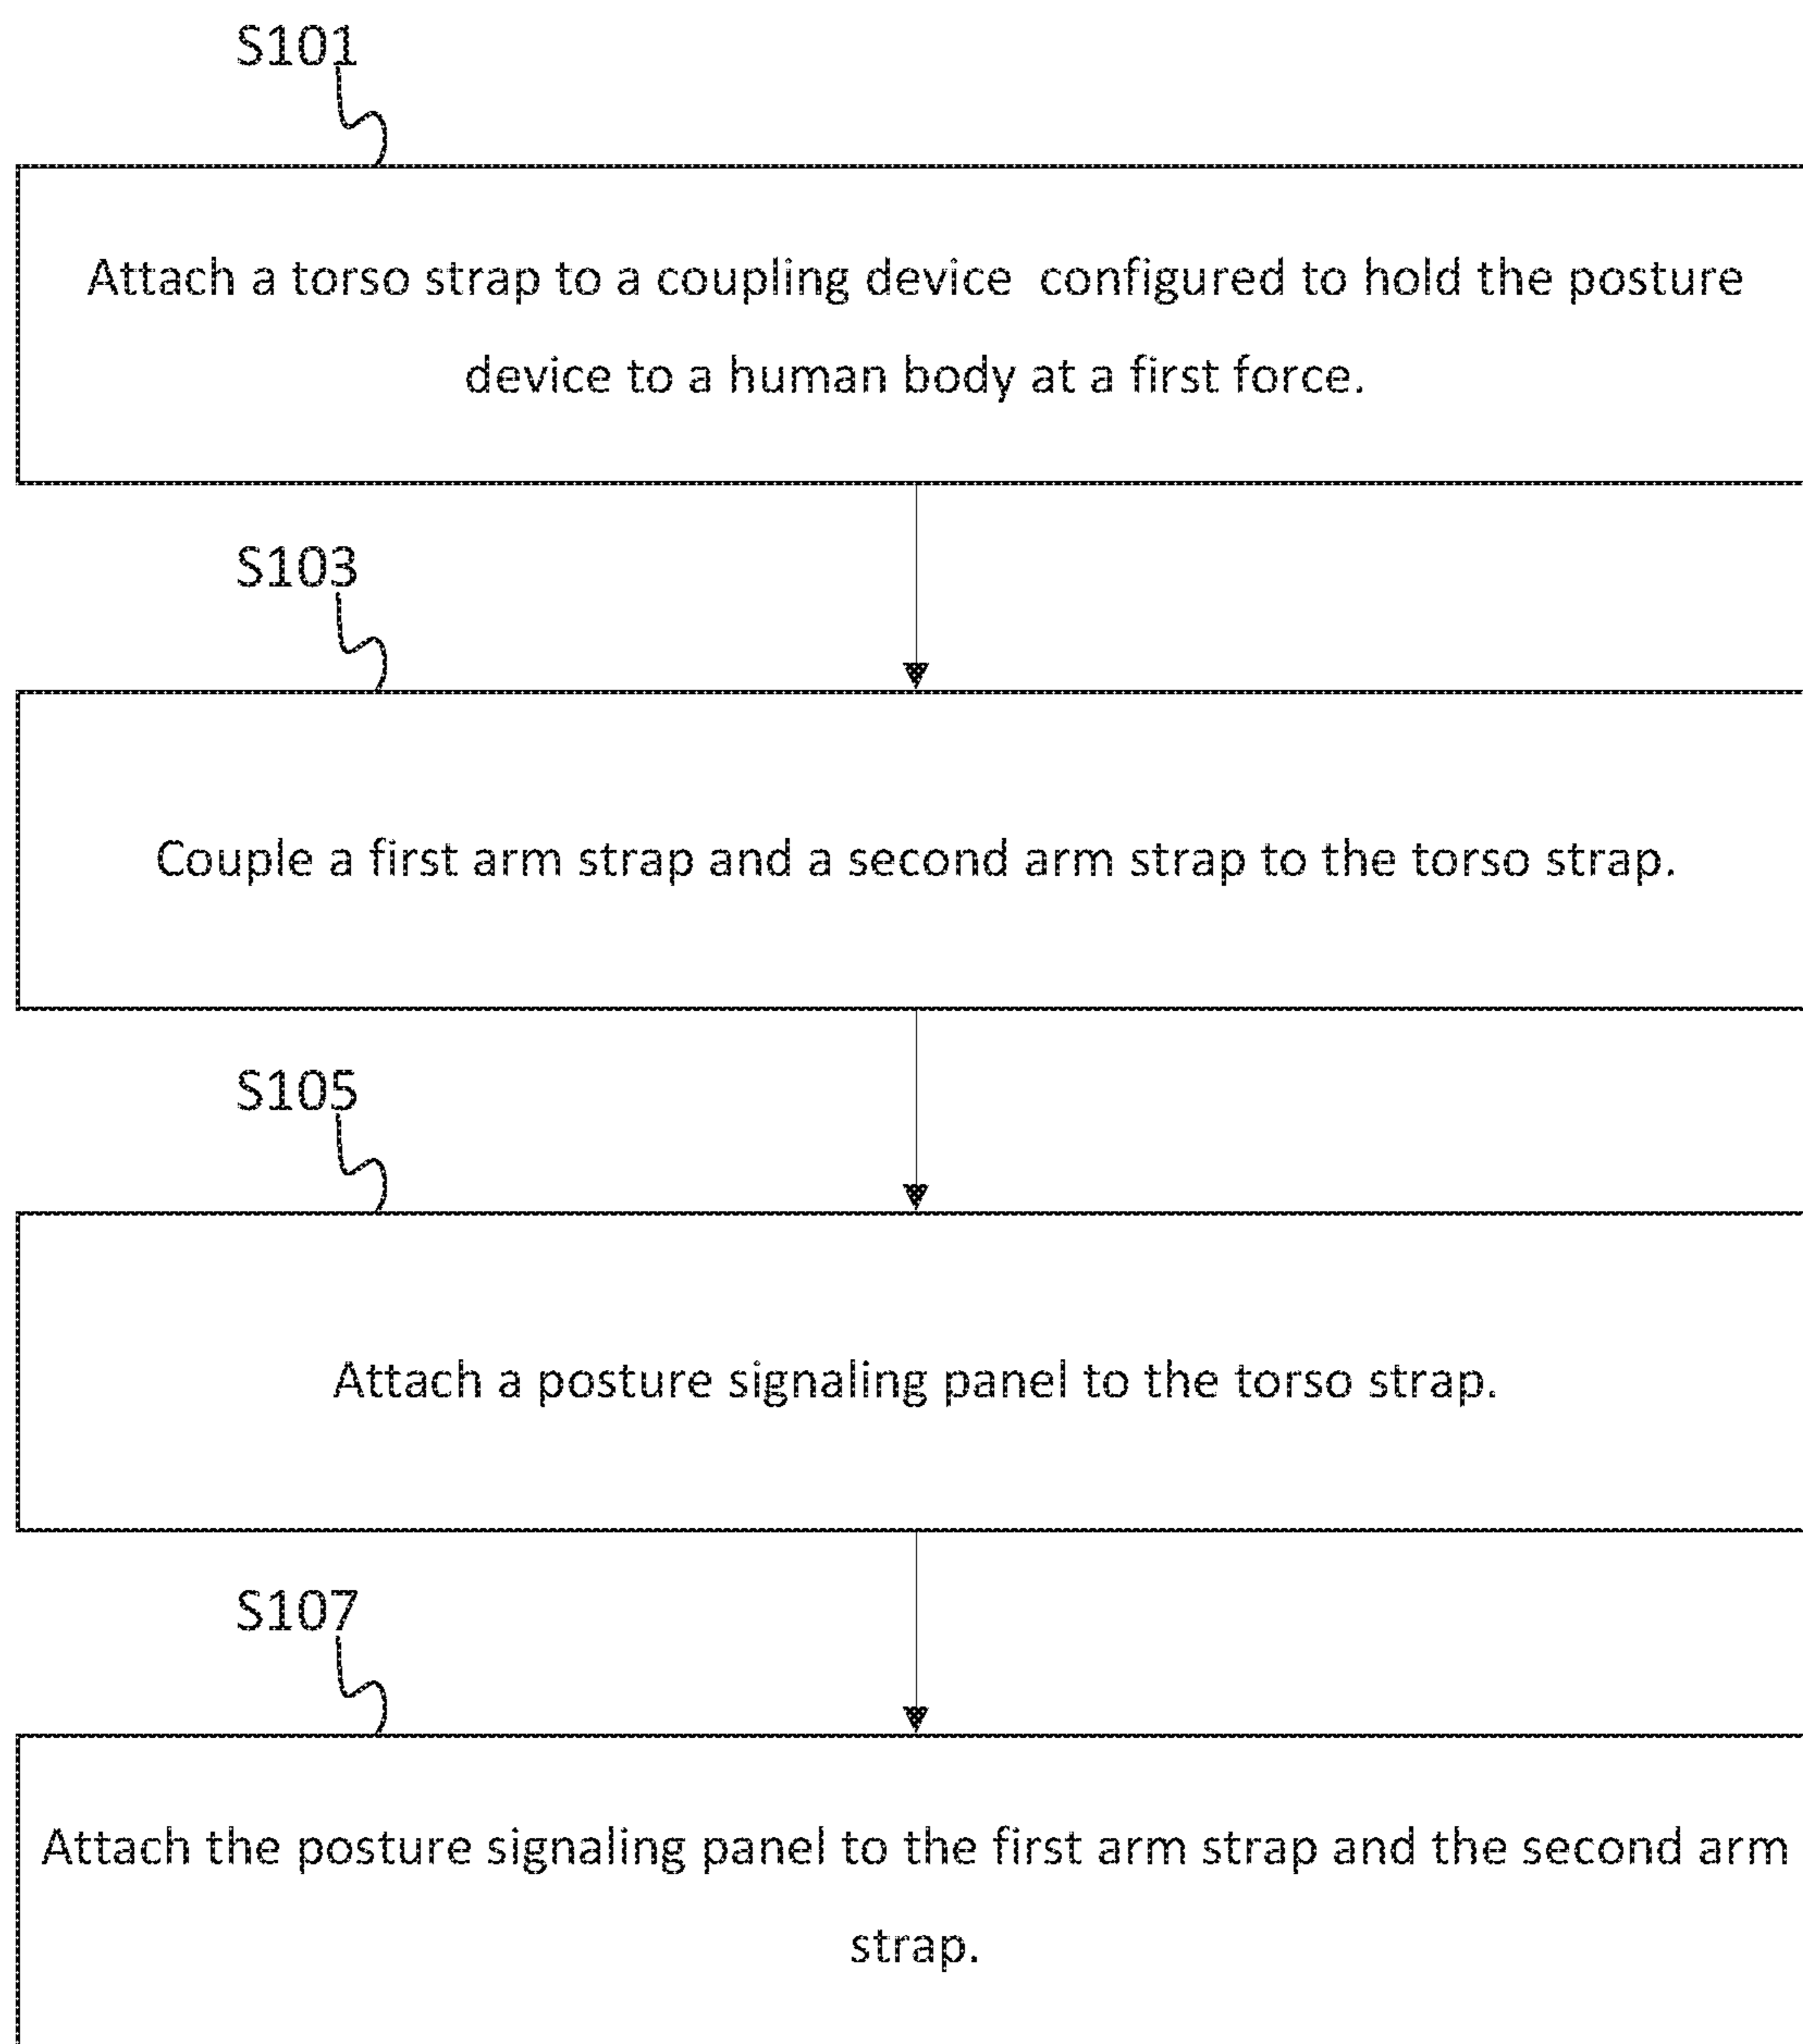 S101
Attach a torso strap to a coupling device  configured to hold the posture
device to a human body at a first force.
S103
Couple a first arm strap and a second arm strap to the torso strap.
S105
Attach a posture signaling panel to the torso strap.
S107
Attach the posture signaling panel to the first arm strap and the second arm
strap.